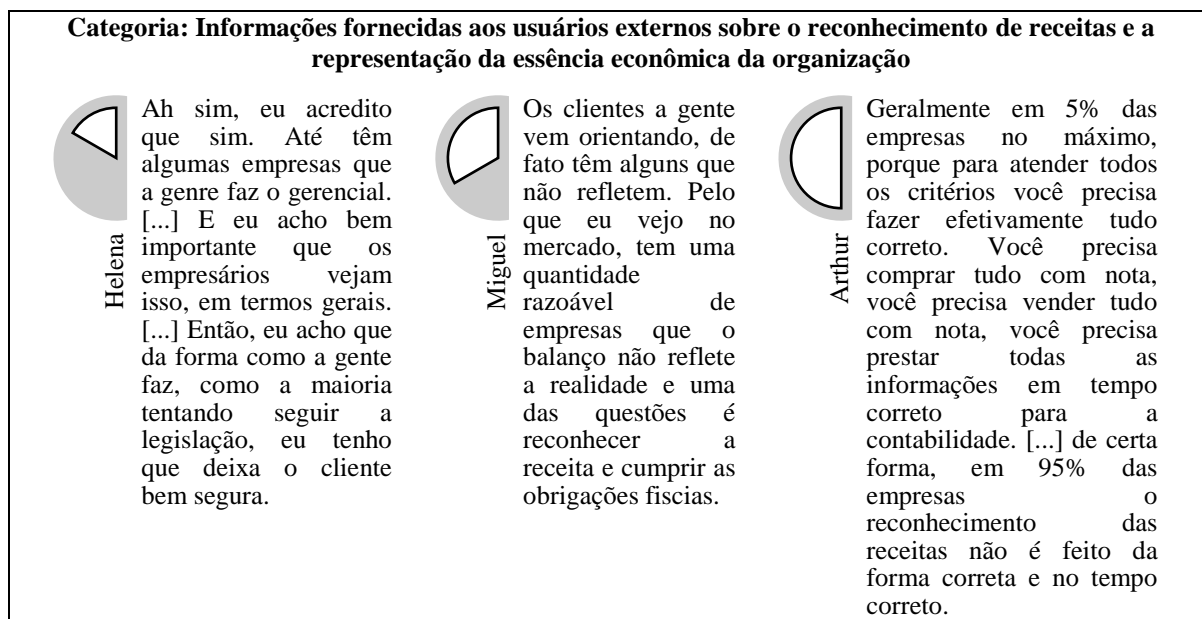 Categoria: Informações fornecidas aos usuários externos sobre o reconhecimento de receitas e a
representação da essência econômica da organização
Helena
Ah sim, eu acredito
que sim. Até têm
algumas empresas que
a genre faz o gerencial.
[...] E eu acho bem
importante que os
empresários vejam
isso, em termos gerais.
[...] Então, eu acho que
da forma como a gente
faz, como a maioria
tentando seguir a
legislação, eu tenho
que deixa o cliente
bem segura.
Miguel
Os clientes a gente
vem orientando, de
fato têm alguns que
não refletem. Pelo
que eu vejo no
mercado, tem uma
quantidade
razoável de
empresas que o
balanço não reflete
a realidade e uma
das questões é
reconhecer a
receita e cumprir as
obrigações fiscias.
Arthur
Geralmente em 5% das
empresas no máximo,
porque para atender todos
os critérios você precisa
fazer efetivamente tudo
correto. Você precisa
comprar tudo com nota,
você precisa vender tudo
com nota, você precisa
prestar todas as
informações em tempo
correto para a
contabilidade. [...] de certa
forma, em 95% das
empresas o
reconhecimento das
receitas não é feito da
forma correta e no tempo
correto.